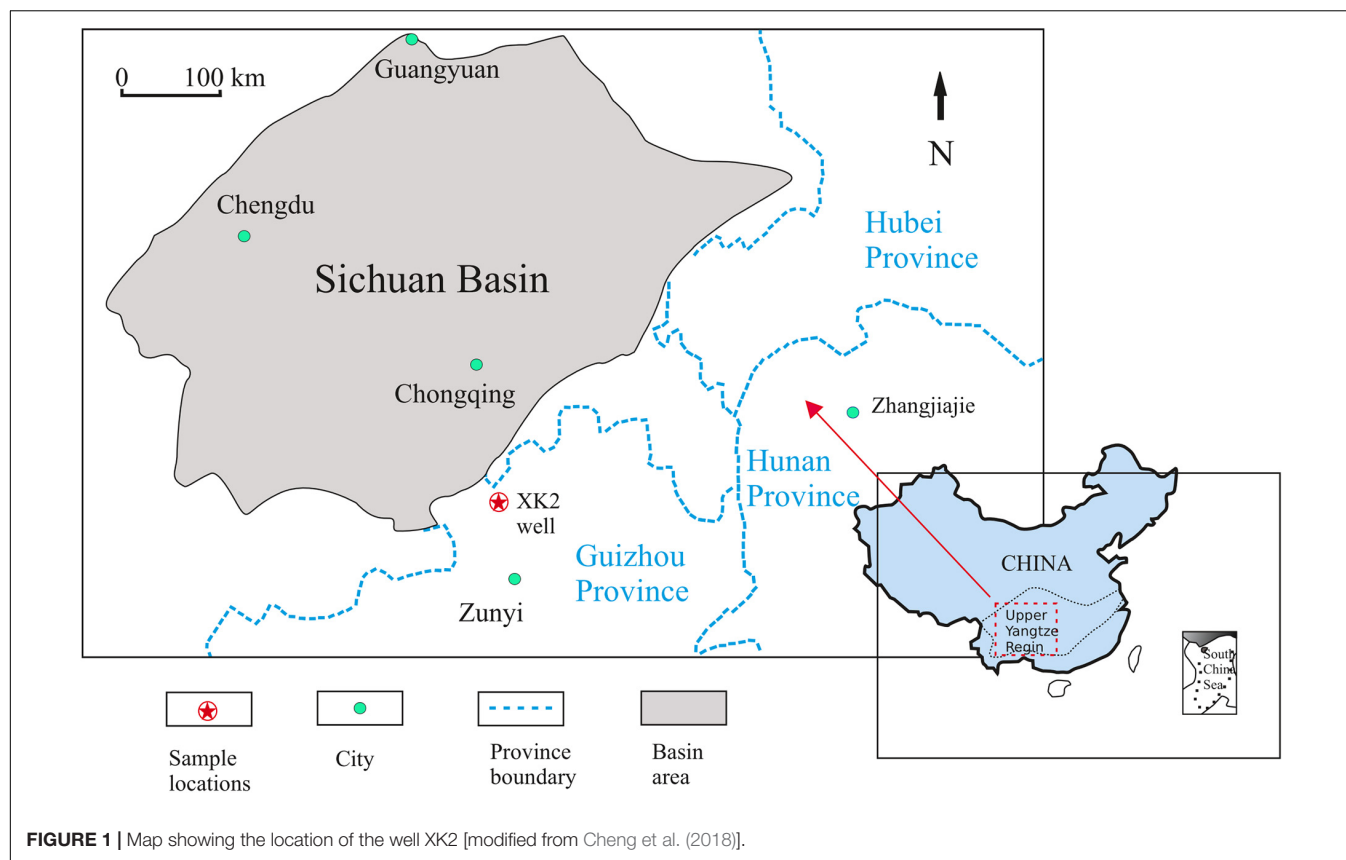 0 100 km
Guangyuan
N
Chengdu
Sichuan Basin
Hubei
Province
Chongqing
Zhangjiajie
Hunan
Province
XK2
well
Guizhou
Province
Zunyi
CHINA
Upper
Yangtze
Regin
South
China
Sea
Sample
locations
City
Province
boundary
Basin
area
FIGURE 1 | Map showing the location of the well XK2 [modified from Cheng et al. (2018)].